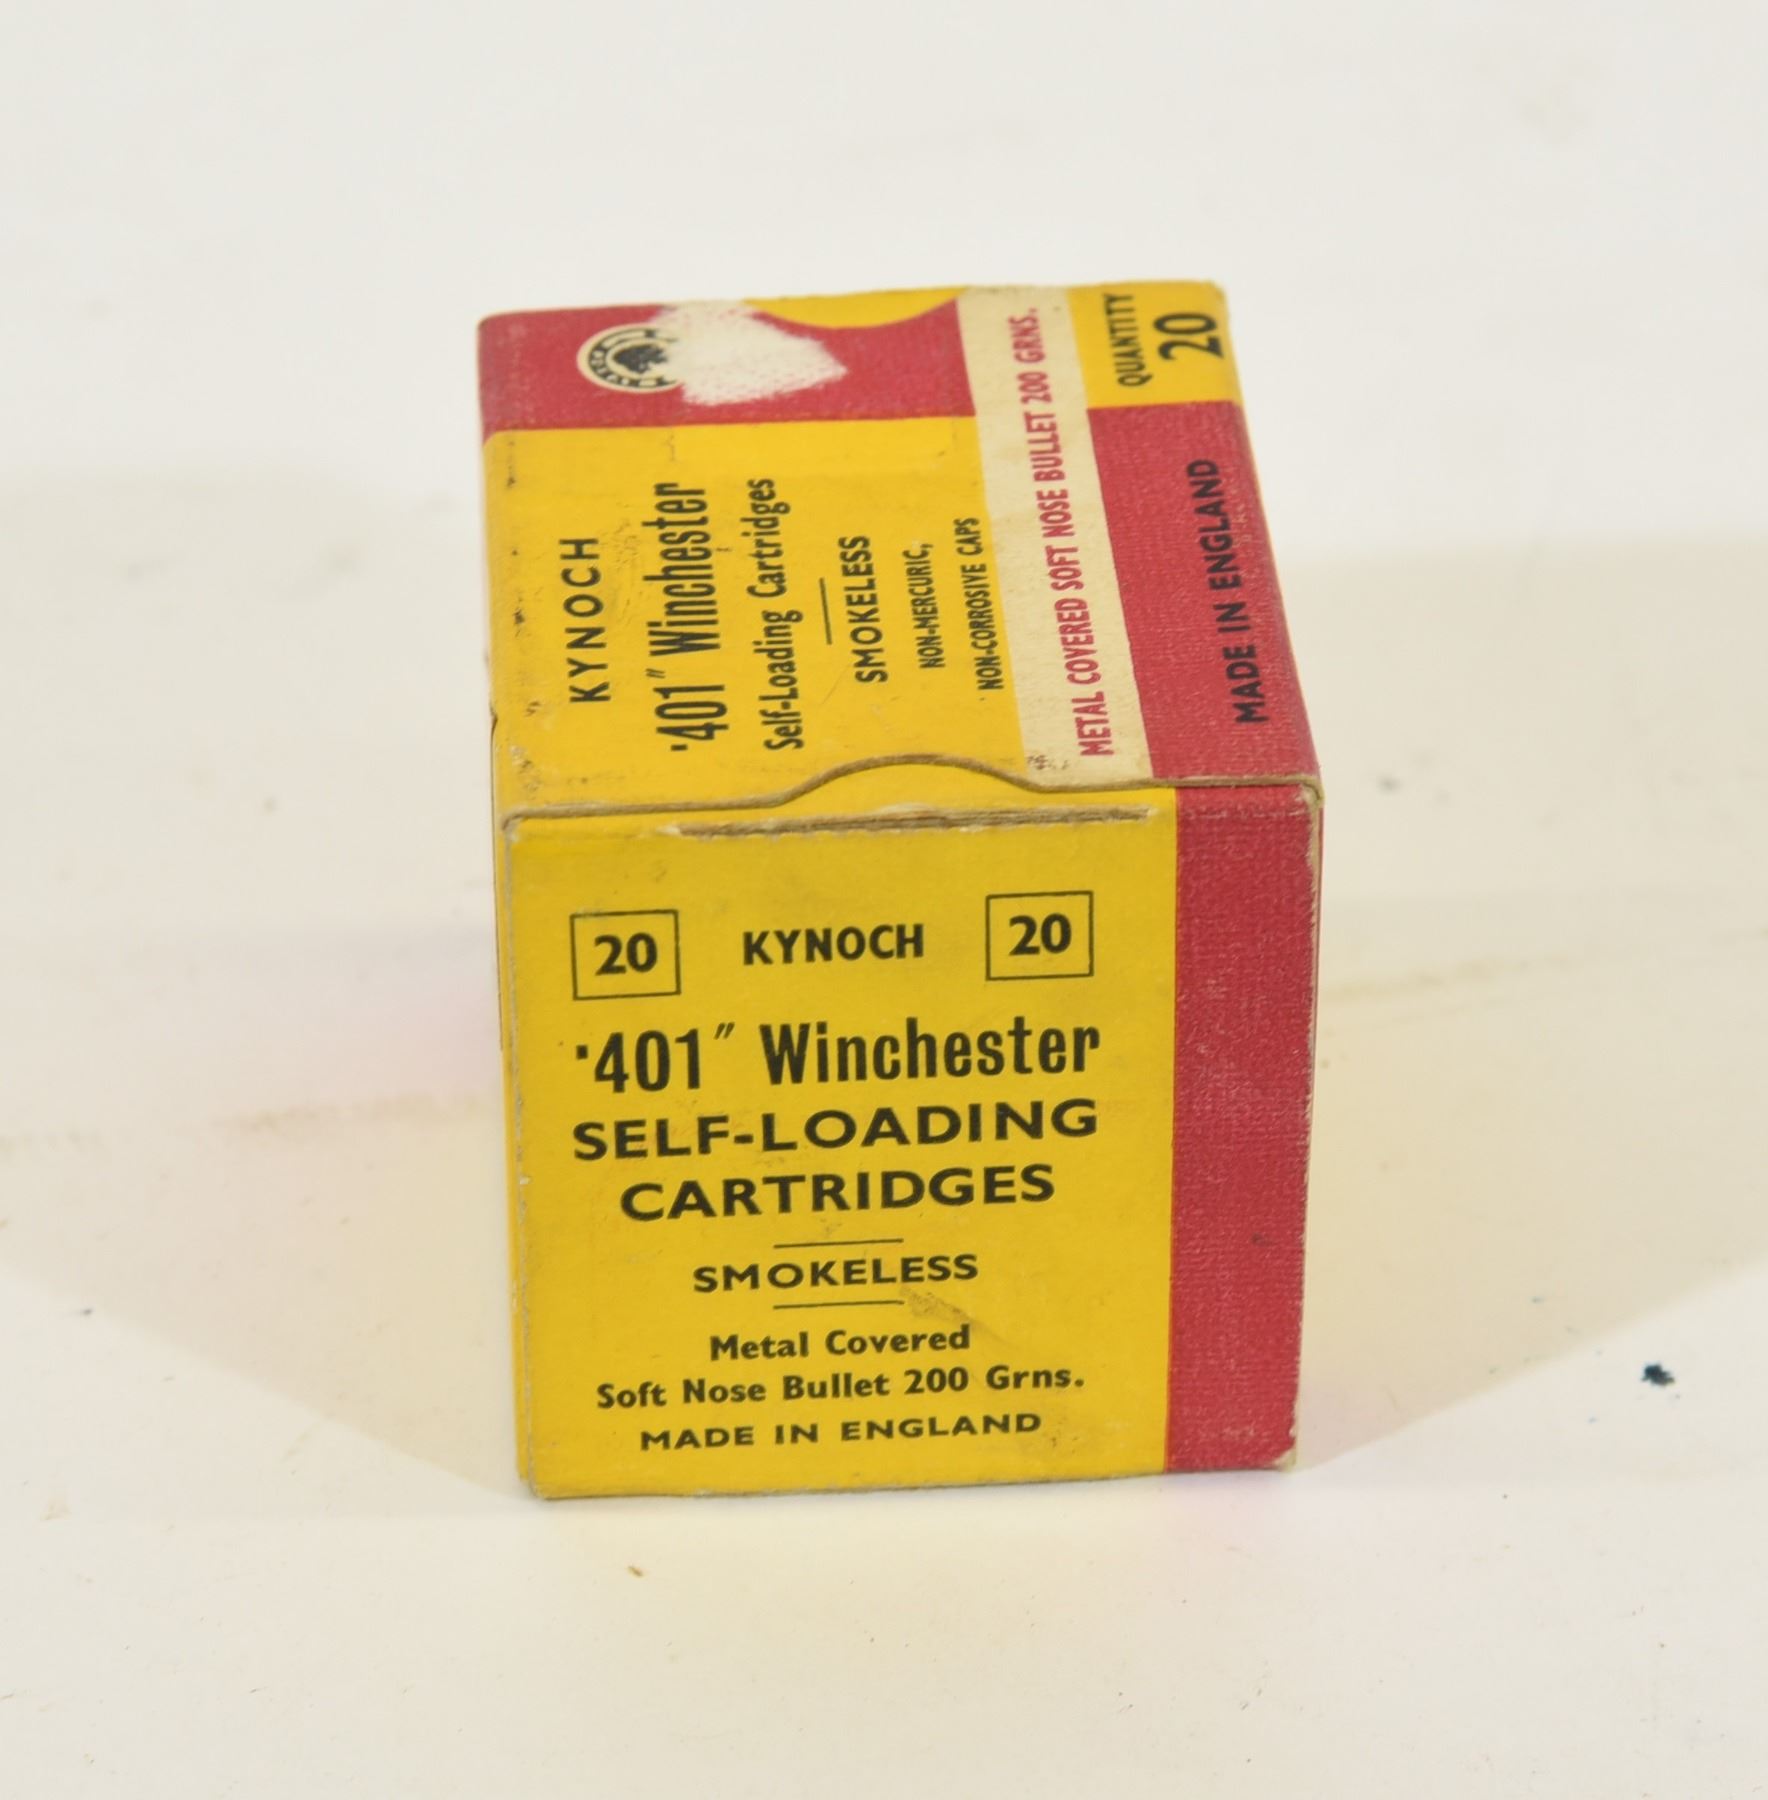 KYNOCH
·401" Winchester
Self-Loading Cartridges
SMOKELESS
NON-MERCURIC,
NON-CORROSIVE CAPS
METAL COVERED SOFT NOSE BULLET 200 GRNS.
QUANTITY
20
MADE IN ENGLAND
20 KYNOCH 20
·401" Winchester
SELF-LOADING
CARTRIDGES
SMOKELESS
Metal Covered
Soft Nose Bullet 200 Grns.
MADE IN ENGLAND